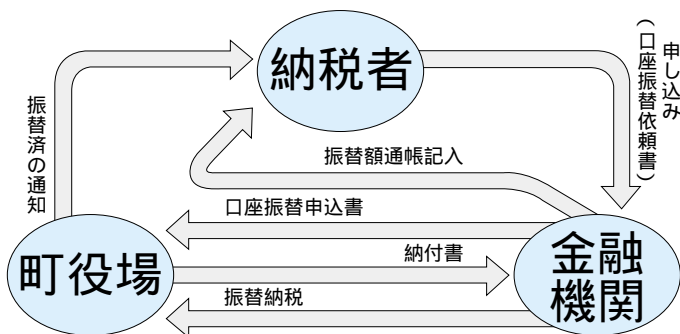 納税者
申し込み
(口座振替依頼書)
振替済の通知
振替額通帳記入
口座振替申込書
納付書
町役場
金融
機関
振替納税